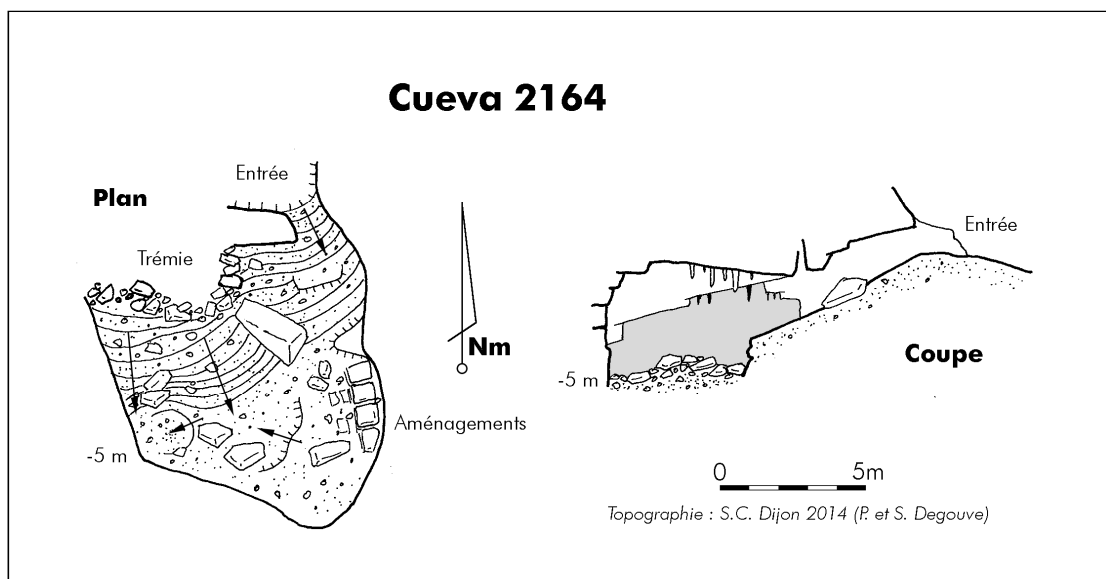 Cueva 2164
Entrée
Plan
Trémie
Nm
Aménagements
-5 m
Entrée
Coupe
-5 m
0 5m
Topographie : S.C. Dijon 2014 (P. et S. Degouve)